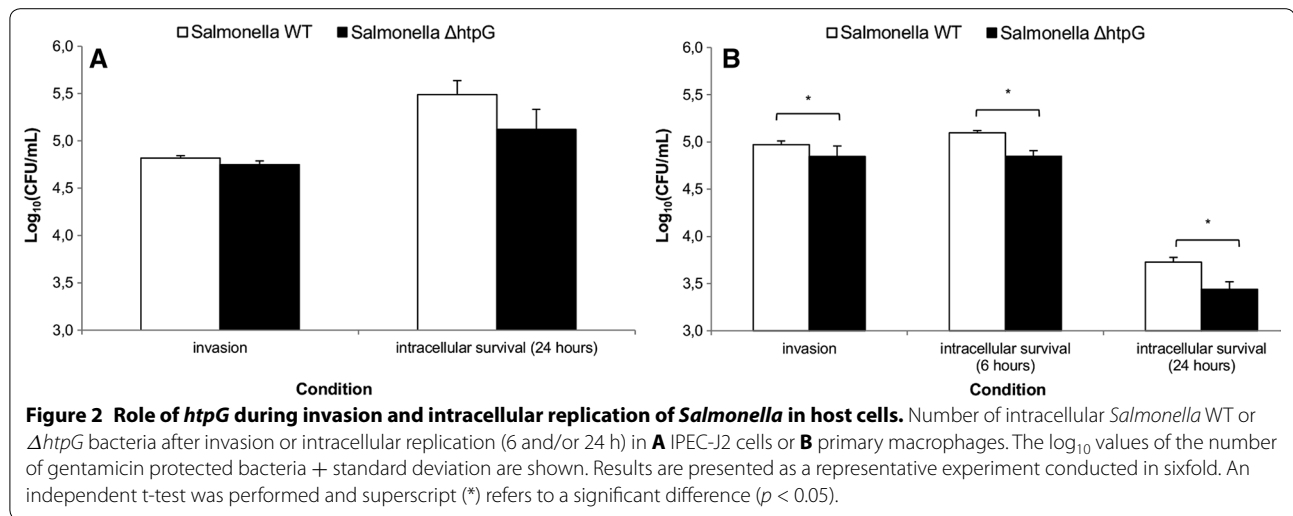 Salmonella WT Salmonella ΔhtpG
A
6,0
5,5
5,0
4,5
4,0
3,5
3,0
Log₁₀(CFU/mL)
invasion
intracellular survival (24 hours)
Condition
Salmonella WT Salmonella ΔhtpG
B
6,0
5,5
5,0
4,5
4,0
3,5
3,0
Log₁₀(CFU/mL)
*
*
*
invasion
intracellular survival
(6 hours)
intracellular survival
(24 hours)
Condition
Figure 2 Role of htpG during invasion and intracellular replication of Salmonella in host cells. Number of intracellular Salmonella WT or
ΔhtpG bacteria after invasion or intracellular replication (6 and/or 24 h) in A IPEC-J2 cells or B primary macrophages. The log₁₀ values of the number
of gentamicin protected bacteria + standard deviation are shown. Results are presented as a representative experiment conducted in sixfold. An
independent t-test was performed and superscript (*) refers to a significant difference (p < 0.05).